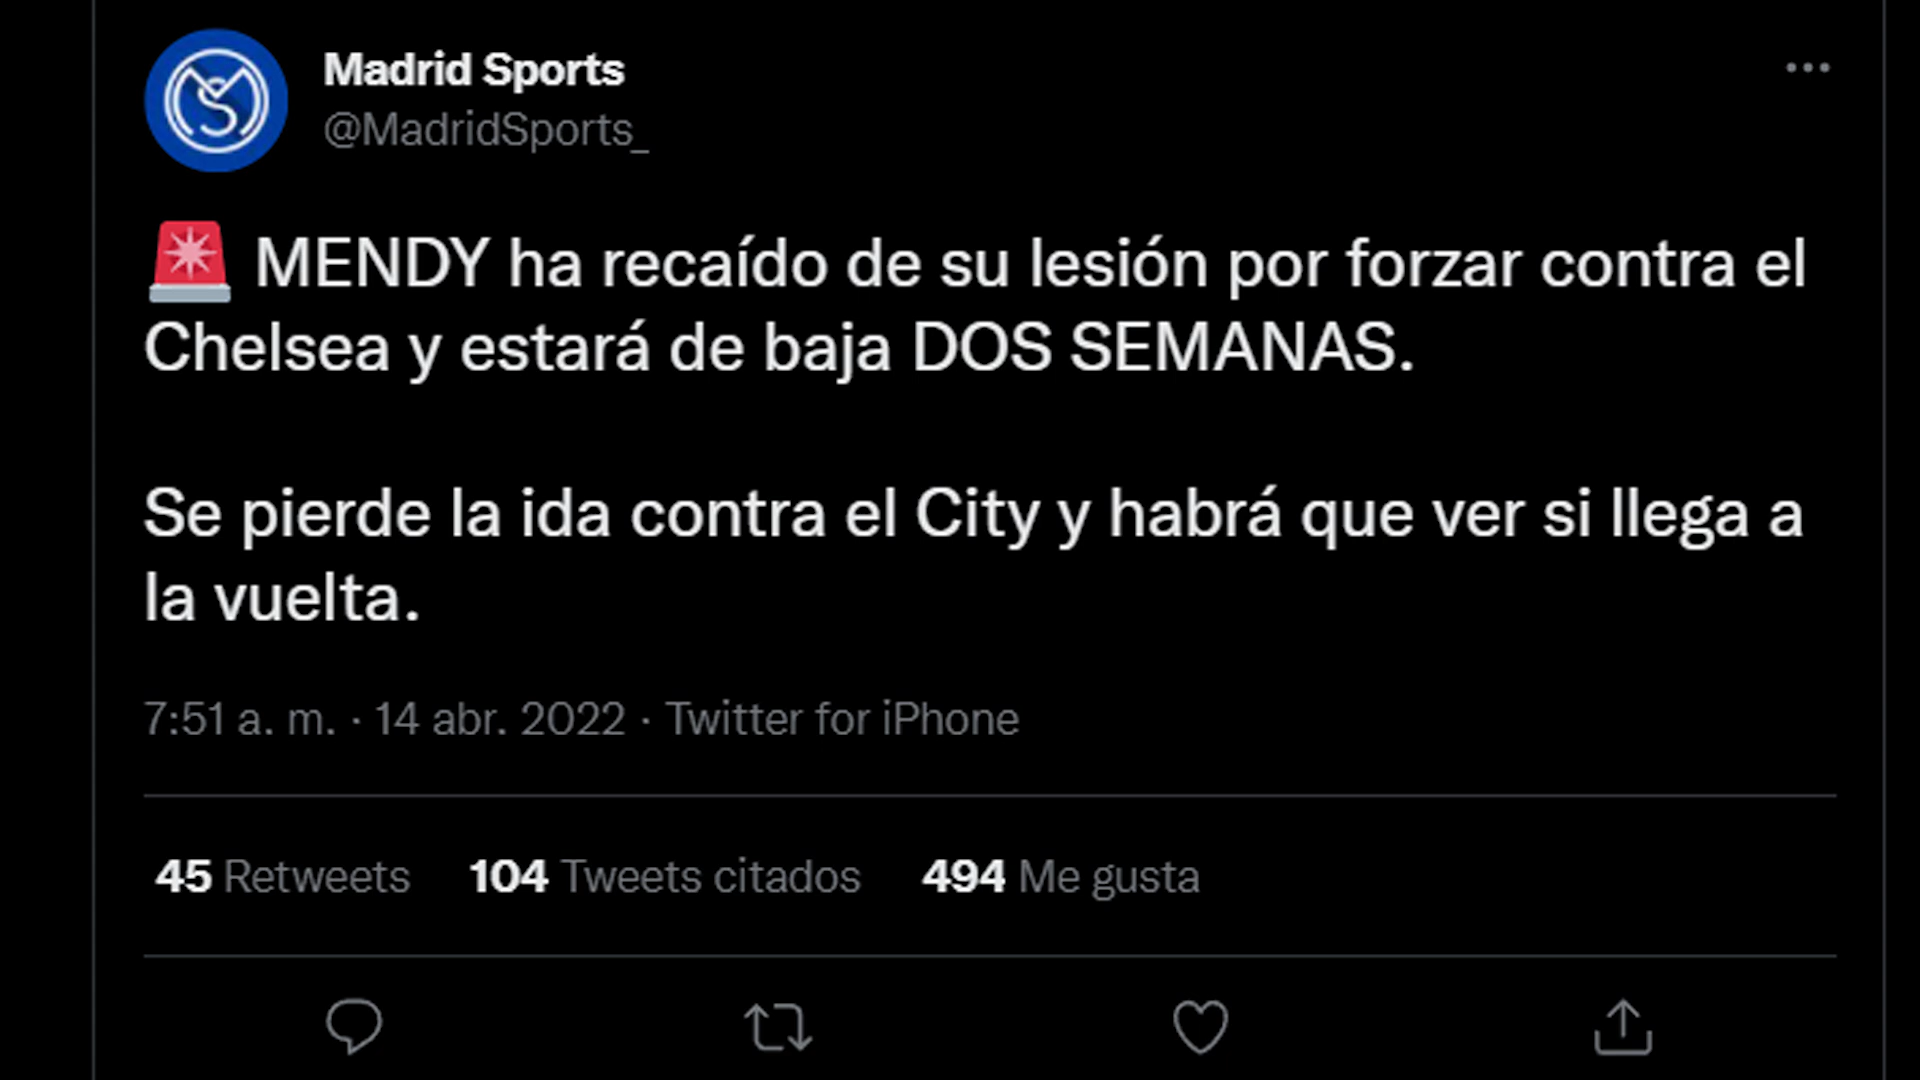 Madrid Sports
@MadridSports_
🚨 MENDY ha recaído de su lesión por forzar contra el
Chelsea y estará de baja DOS SEMANAS.
Se pierde la ida contra el City y habrá que ver si llega a
la vuelta.
7:51 a. m. · 14 abr. 2022 · Twitter for iPhone
45 Retweets 104 Tweets citados 494 Me gusta